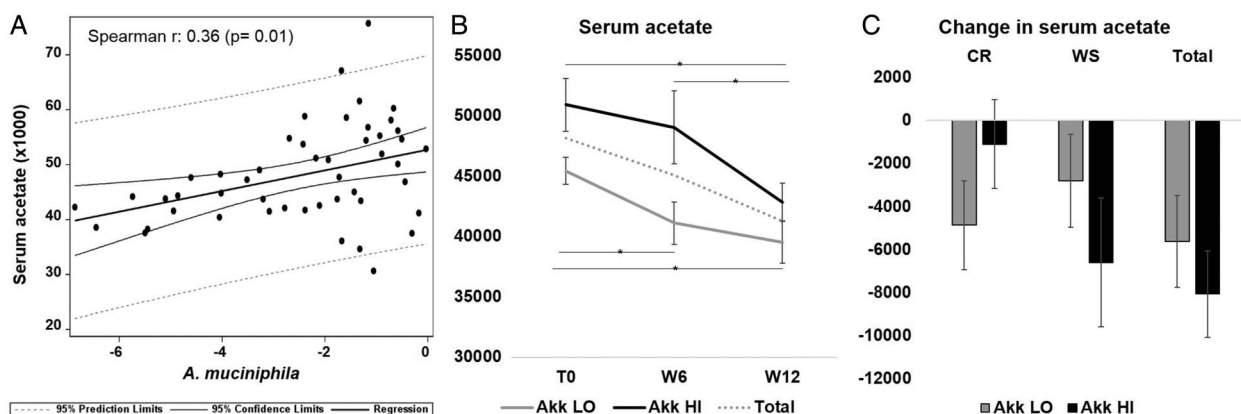 A
Spearman r: 0.36 (p= 0.01)
Serum acetate (x1000)
70
60
50
40
30
20
-6
-4
-2
0
A. muciniphila
95% Prediction Limits
95% Confidence Limits
Regression
B
Serum acetate
55000
50000
45000
40000
35000
30000
*
*
*
*
T0
W6
W12
Akk LO
Akk HI
Total
C
Change in serum acetate
CR
WS
Total
2000
0
-2000
-4000
-6000
-8000
-10000
-12000
Akk LO
Akk HI